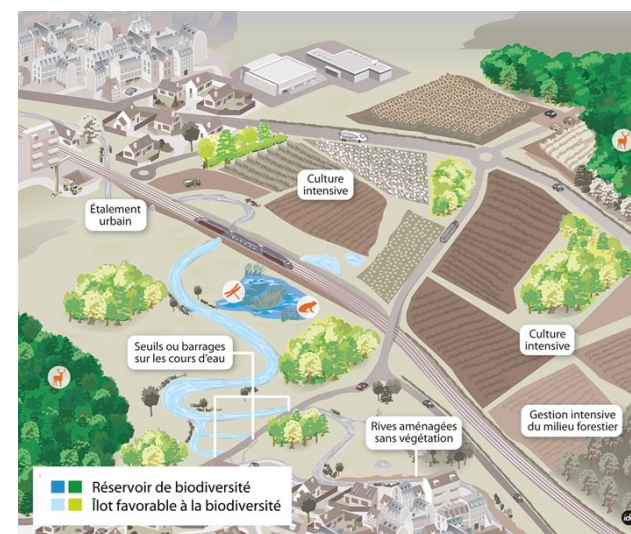 Culture
intensive
Étalement
urbain
Seuils ou barrages
sur les cours d'eau
Culture
intensive
Gestion intensive
du milieu forestier
Rives aménagées
sans végétation
Réservoir de biodiversité
Îlot favorable à la biodiversité